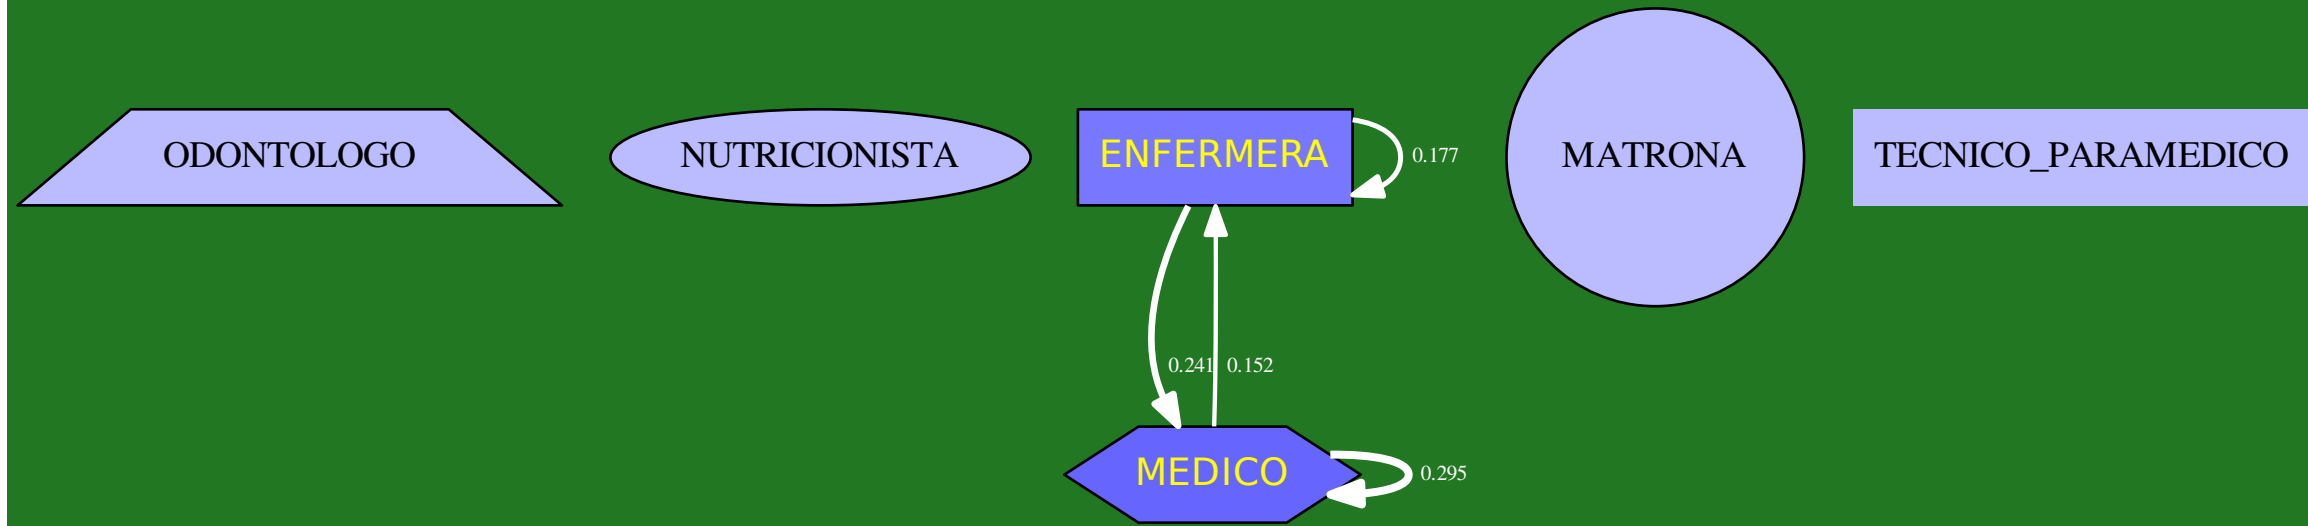 ODONTOLOGO
NUTRICIONISTA
ENFERMERA
0.177
MATRONA
TECNICO_PARAMEDICO
0.241
0.152
MEDICO
0.295